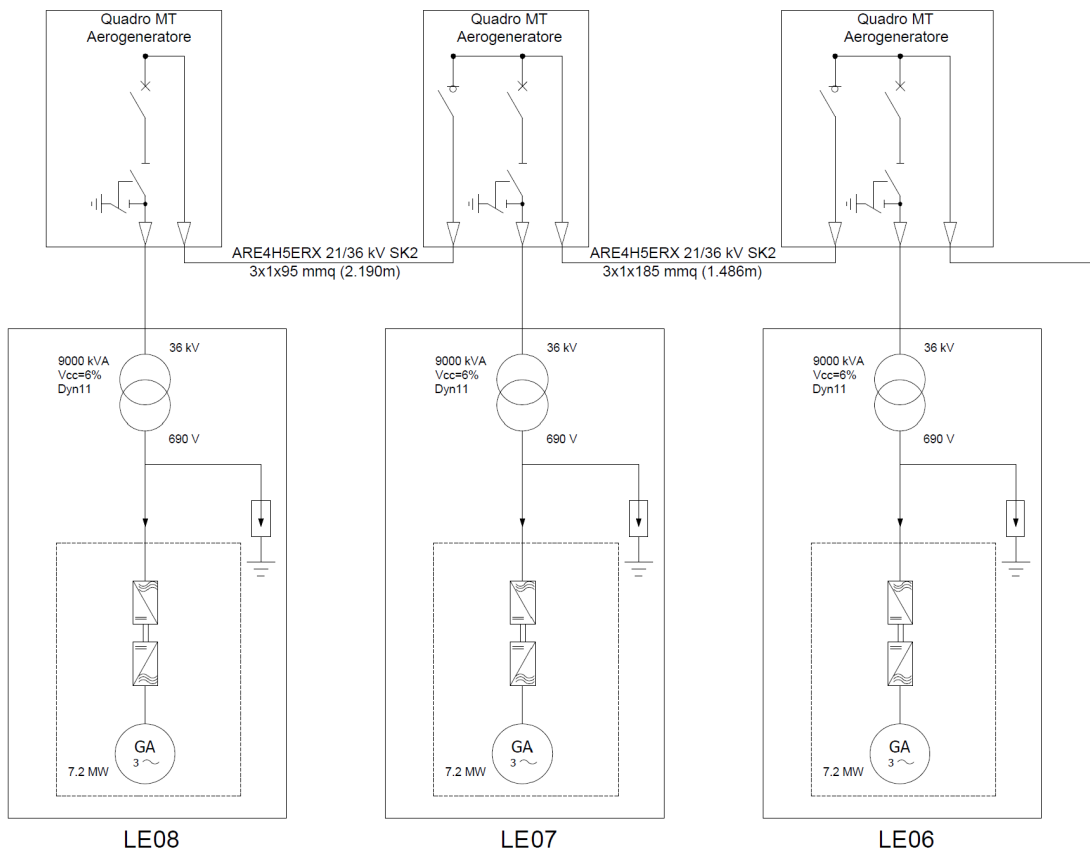 Quadro MT
Aerogeneratore
Quadro MT
Aerogeneratore
Quadro MT
Aerogeneratore
ARE4H5ERX 21/36 kV SK2
3x1x95 mmq (2.190m)
ARE4H5ERX 21/36 kV SK2
3x1x185 mmq (1.486m)
36 kV
9000 kVA
Vcc=6%
Dyn11
690 V
36 kV
9000 kVA
Vcc=6%
Dyn11
690 V
36 kV
9000 kVA
Vcc=6%
Dyn11
690 V
GA
3
7.2 MW
GA
3
7.2 MW
GA
3
7.2 MW
LE08
LE07
LE06